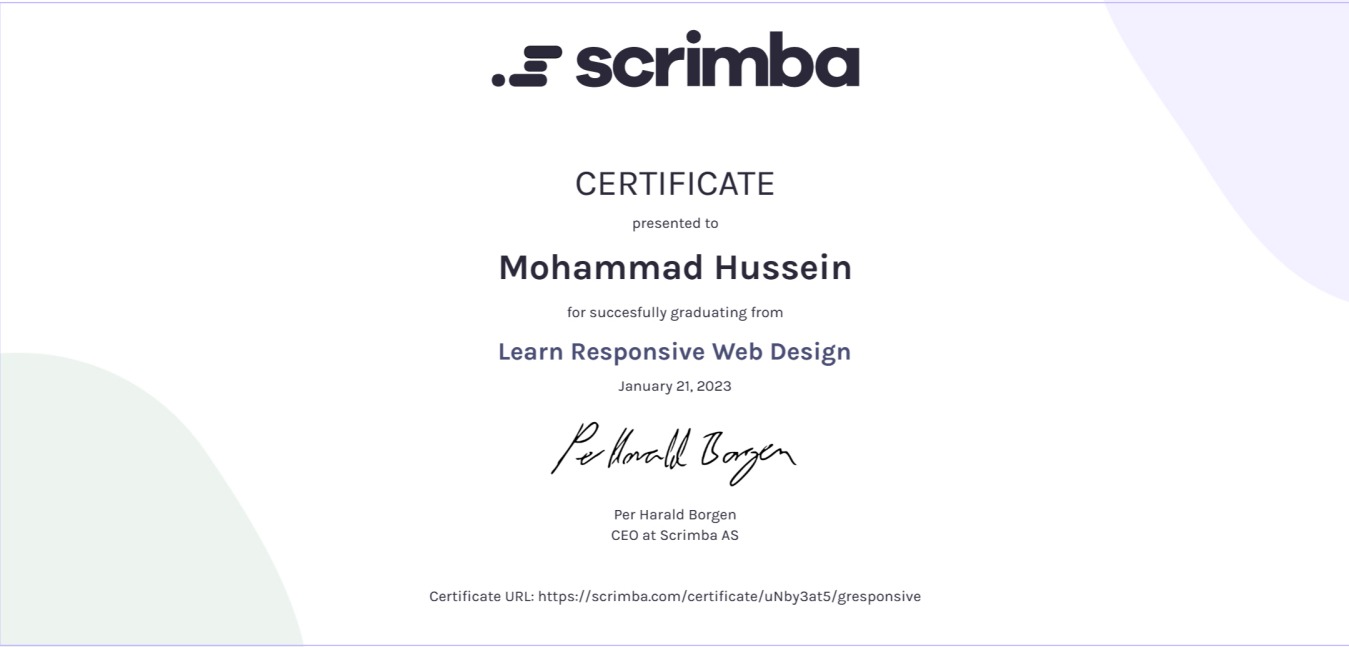 scrimba
CERTIFICATE
presented to
Mohammad Hussein
for succesfully graduating from
Learn Responsive Web Design
January 21, 2023
Per Harald Borgen
Per Harald Borgen
CEO at Scrimba AS
Certificate URL: https://scrimba.com/certificate/uNby3at5/gresponsive